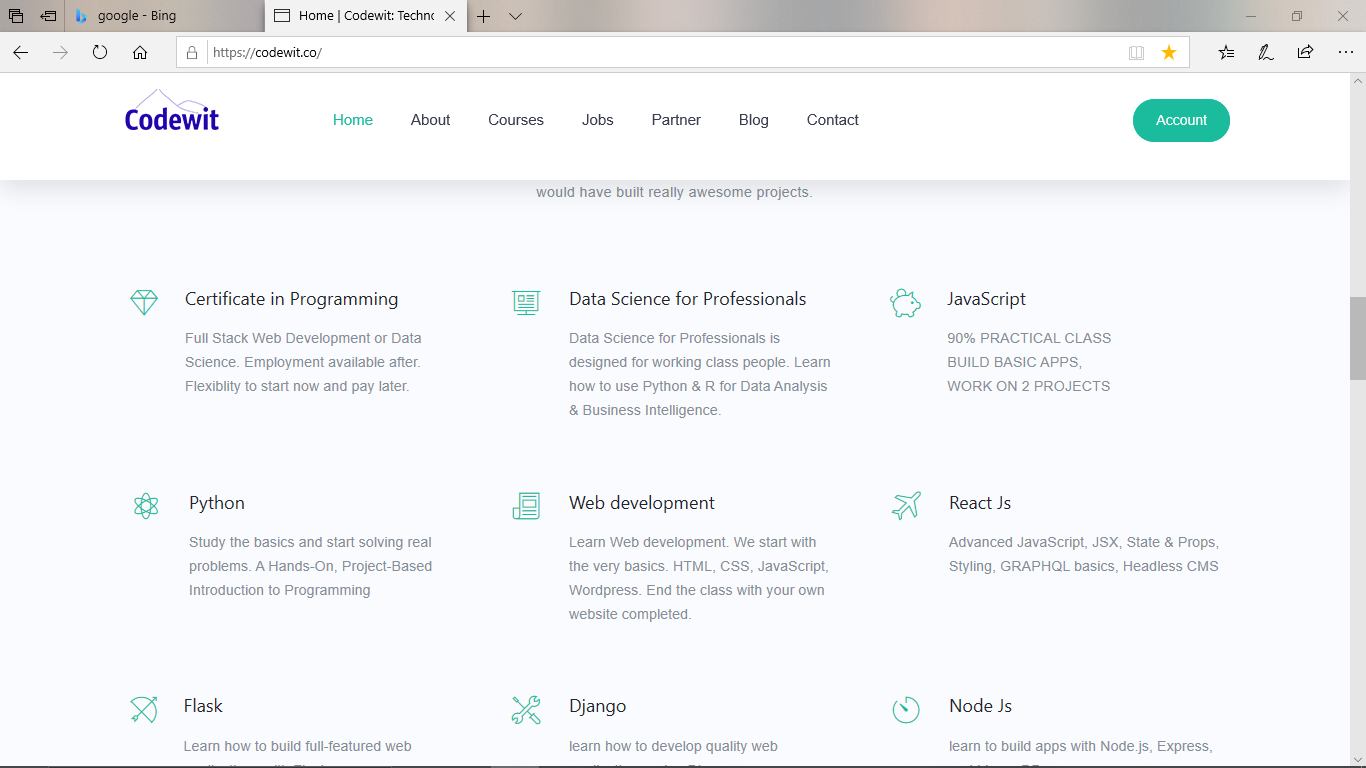 google - Bing
Home | Codewit: Techno
https://codewit.co/
Codewit
Home About Courses Jobs Partner Blog Contact Account
would have built really awesome projects.
Certificate in Programming
Full Stack Web Development or Data
Science. Employment available after.
Flexiblity to start now and pay later.
Data Science for Professionals
Data Science for Professionals is
designed for working class people. Learn
how to use Python & R for Data Analysis
& Business Intelligence.
JavaScript
90% PRACTICAL CLASS
BUILD BASIC APPS,
WORK ON 2 PROJECTS
Python
Study the basics and start solving real
problems. A Hands-On, Project-Based
Introduction to Programming
Web development
Learn Web development. We start with
the very basics. HTML, CSS, JavaScript,
Wordpress. End the class with your own
website completed.
React Js
Advanced JavaScript, JSX, State & Props,
Styling, GRAPHQL basics, Headless CMS
Flask
Learn how to build full-featured web
Django
learn how to develop quality web
Node Js
learn to build apps with Node.js, Express,